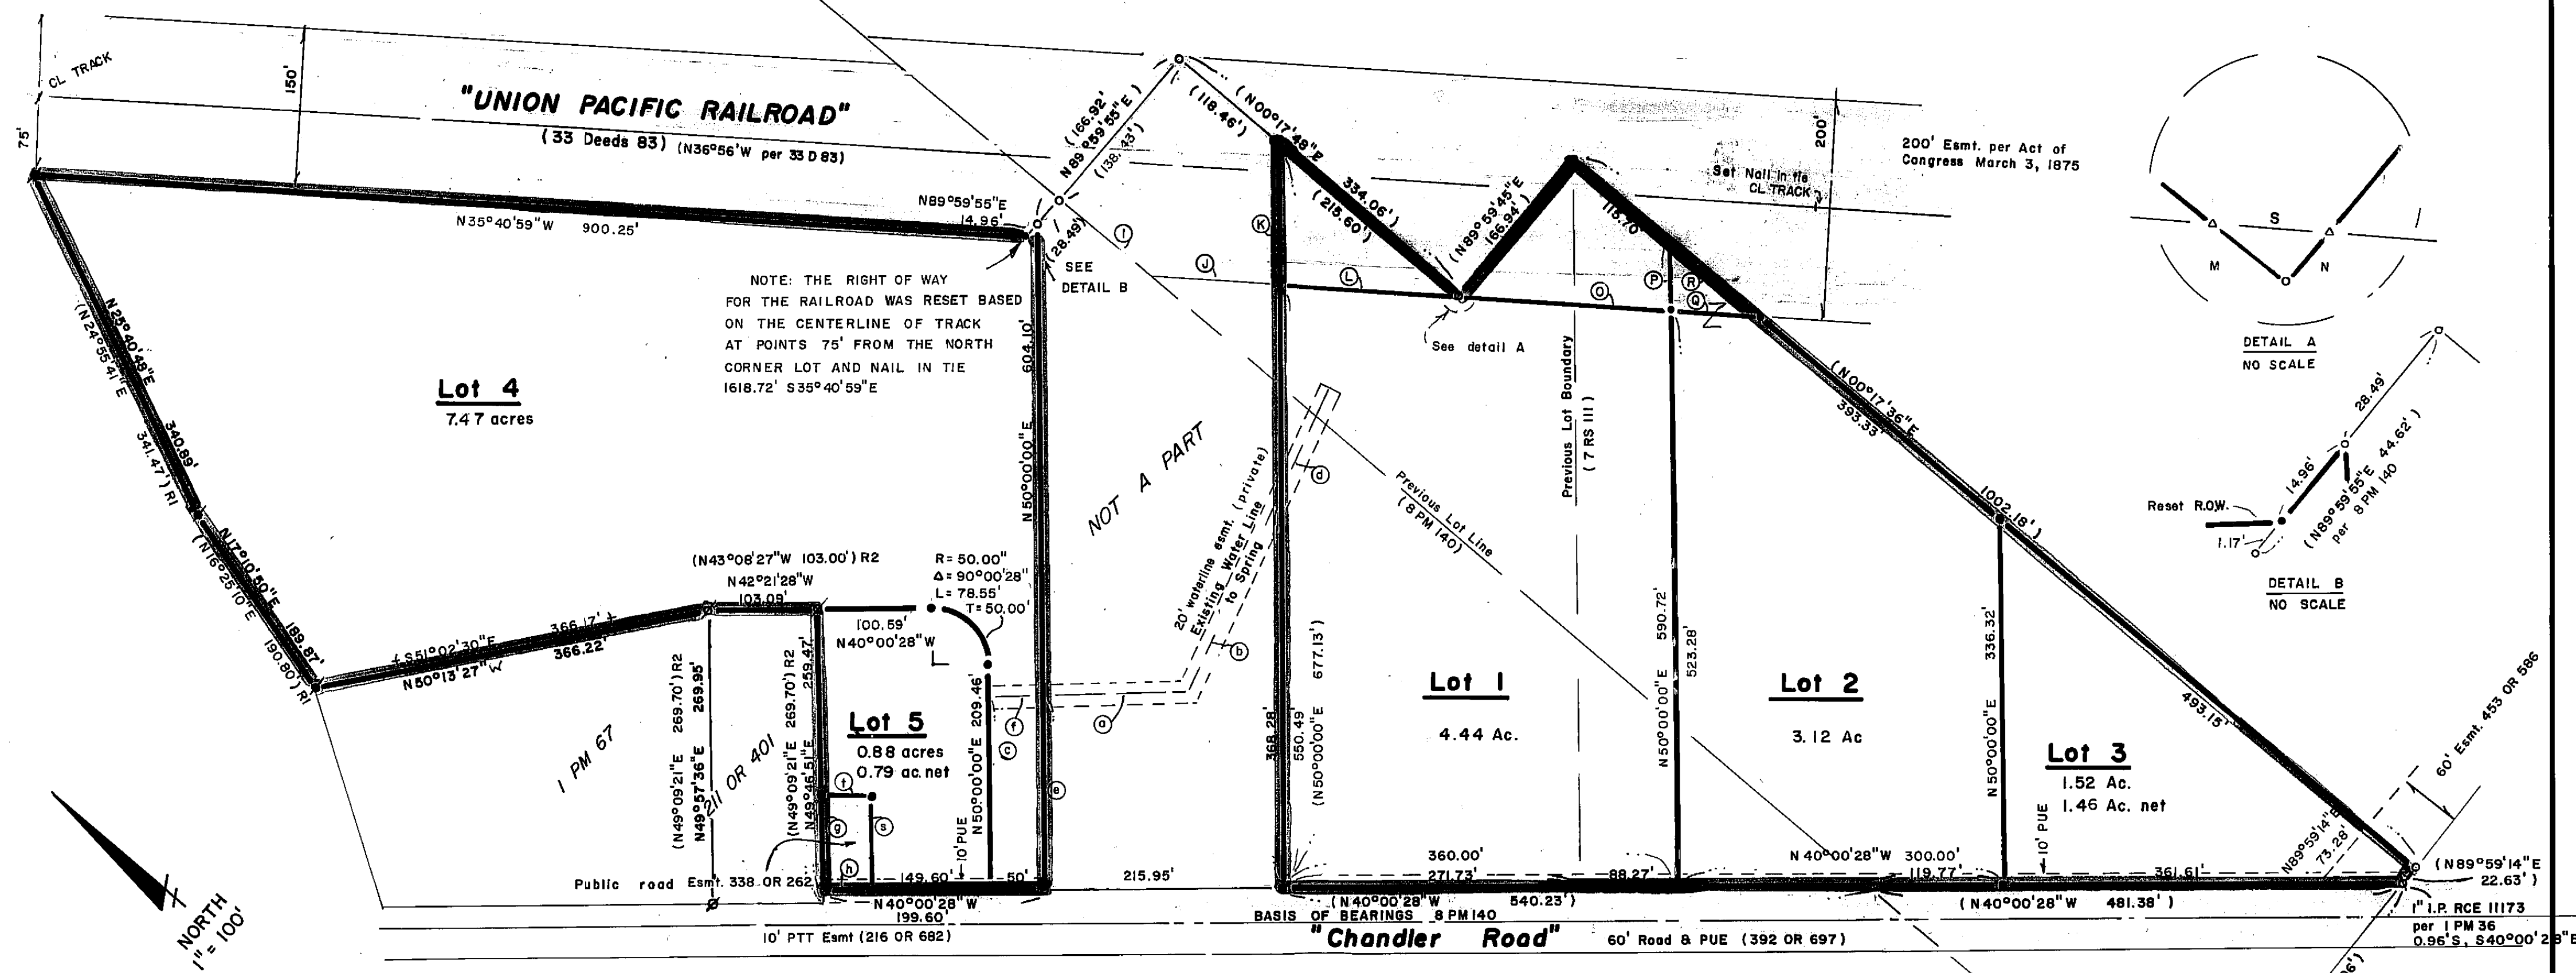 CL TRACK
75'
150'
"UNION PACIFIC RAILROAD"
(33 Deeds 83) (N36°56'W per 33 D 83)
N35°40'59"W 900.25'
N89°59'55"E
14.96'
(28.49')
(166.92')
N89°59'55"E)
(138.43')
(118.46')
(N00°17'48"E
334.06')
(215.60')
(N89°59'45"E
166.94')
115.70'
Set Nail in tie
CL TRACK
200'
200' Esmt. per Act of
Congress March 3, 1875
SEE
DETAIL B
NOTE: THE RIGHT OF WAY
FOR THE RAILROAD WAS RESET BASED
ON THE CENTERLINE OF TRACK
AT POINTS 75' FROM THE NORTH
CORNER LOT AND NAIL IN TIE
1618.72' S35°40'59"E
I
J
K
L
O
P
R
Q
See detail A
S
M
N
DETAIL A
NO SCALE
28.49'
14.96'
(N89°59'55"E 44.62')
per 8 PM 140
Reset R.O.W.
1.17'
DETAIL B
NO SCALE
N25°40'48"E
340.89'
(N24°55'41"E
341.47') R1
N17°10'50"E
189.87'
(N16°25'10"E
190.80') R1
Lot 4
7.47 acres
S51°02'30"E 366.17'
N50°13'27"W 366.22'
(N43°08'27"W 103.00') R2
N42°21'28"W
103.09'
R= 50.00"
Δ= 90°00'28"
L= 78.55'
T= 50.00'
100.59'
N40°00'28"W
604.10'
N50°00'00"E
NOT A PART
20' waterline esmt. (private)
Existing Water Line
to Spring
d
b
a
f
c
e
Previous Lot Line
(8 PM 140)
Previous Lot Boundary
(7 RS 111)
(N00°17'36"E
393.33'
1002.18')
493.15'
1 PM 67
211 OR 401
(N49°09'21"E 269.70') R2
N49°57'36"E 269.95'
(N49°09'21"E 269.70') R2
N49°46'51"E 259.47'
Lot 5
0.88 acres
0.79 ac. net
t
g
s
h
N50°00'00"E 209.46'
10' PUE
368.28'
550.49'
(N50°00'00"E 677.13')
Lot 1
4.44 Ac.
N50°00'00"E 590.72'
523.28'
Lot 2
3.12 Ac
N50°00'00"E 336.32'
Lot 3
1.52 Ac.
1.46 Ac. net
10' PUE
60' Esmt. 453 OR 586
N89°59'14"E
73.28'
(N89°59'14"E
22.63')
Public road Esmt. 338 OR 262
149.60' 50'
N40°00'28"W
199.60'
215.95'
360.00'
271.73' 88.27'
N 40°00'28"W 300.00'
119.77' 361.61'
(N40°00'28"W 540.23')
(N40°00'28"W 481.38')
BASIS OF BEARINGS 8 PM 140
10' PTT Esmt (216 OR 682)
"Chandler Road" 60' Road & PUE (392 OR 697)
1" I.P. RCE 11173
per 1 PM 36
0.96'S, S40°00'28"E
NORTH
1" = 100'